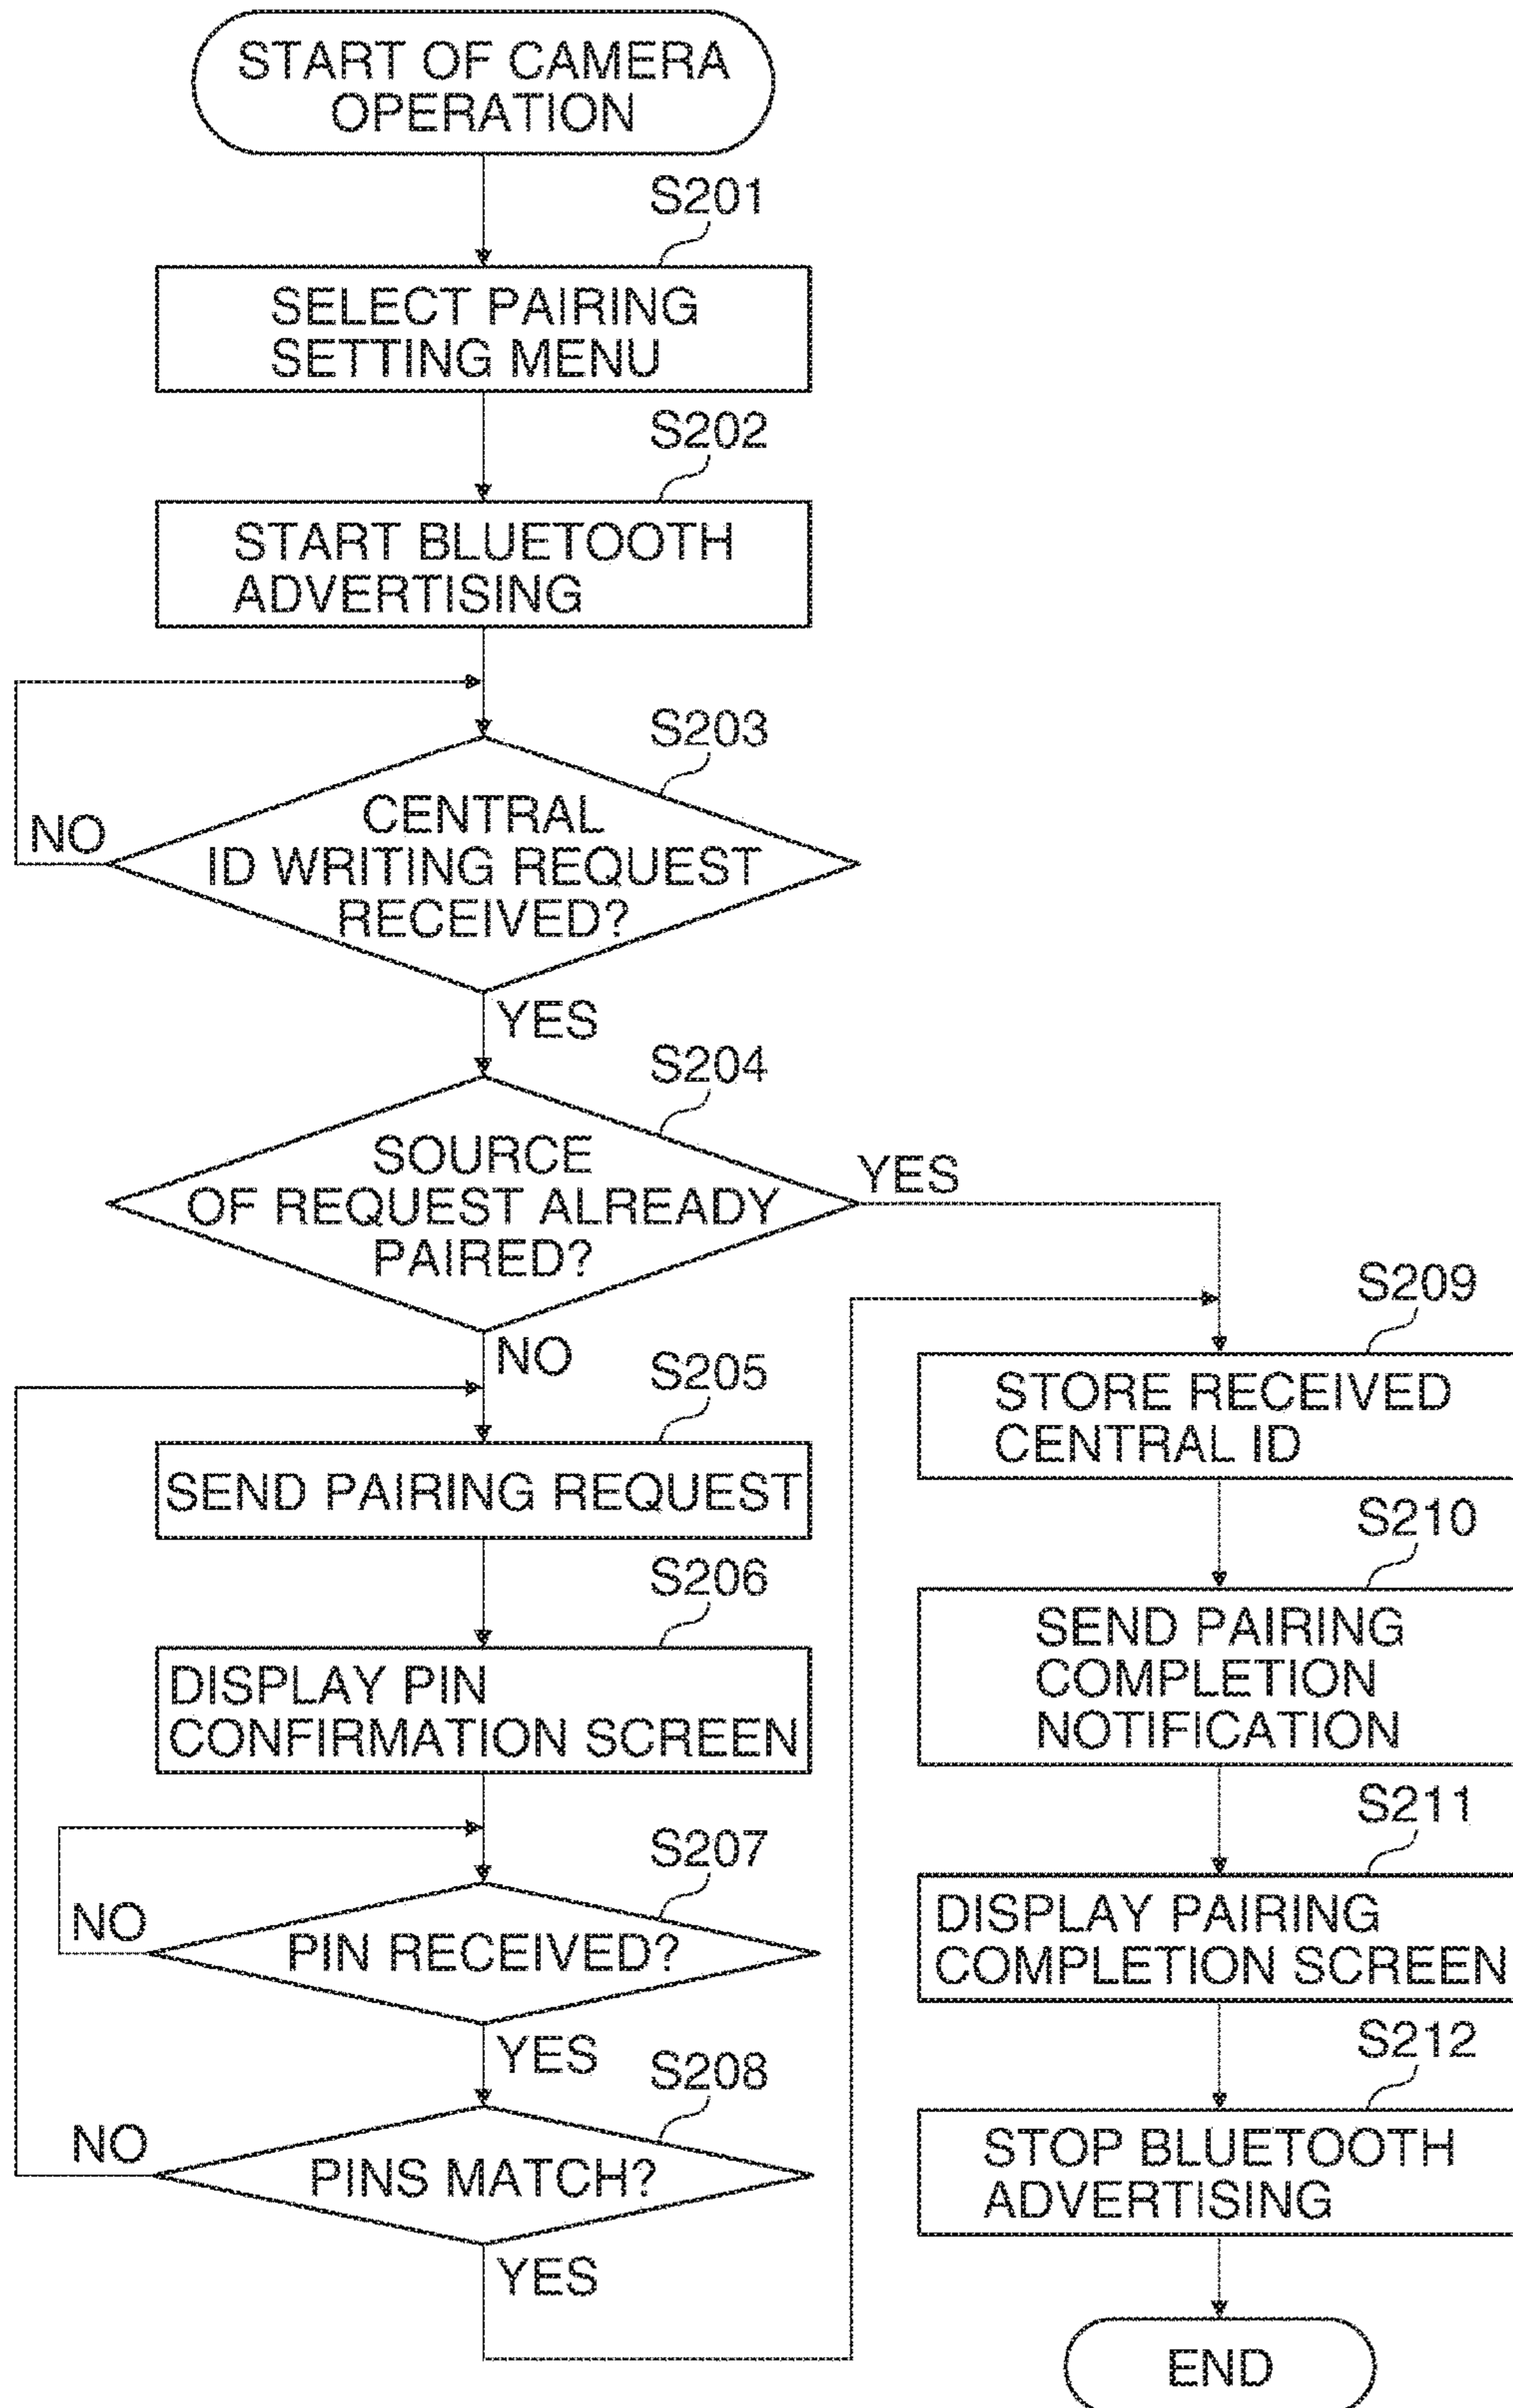 START OF CAMERA
OPERATION
S201
SELECT PAIRING
SETTING MENU
S202
START BLUETOOTH
ADVERTISING
S203
NO
CENTRAL
ID WRITING REQUEST
RECEIVED?
YES
S204
SOURCE
OF REQUEST ALREADY
PAIRED?
YES
NO
S205
SEND PAIRING REQUEST
S206
DISPLAY PIN
CONFIRMATION SCREEN
S207
NO
PIN RECEIVED?
YES
S208
NO
PINS MATCH?
YES
S209
STORE RECEIVED
CENTRAL ID
S210
SEND PAIRING
COMPLETION
NOTIFICATION
S211
DISPLAY PAIRING
COMPLETION SCREEN
S212
STOP BLUETOOTH
ADVERTISING
END